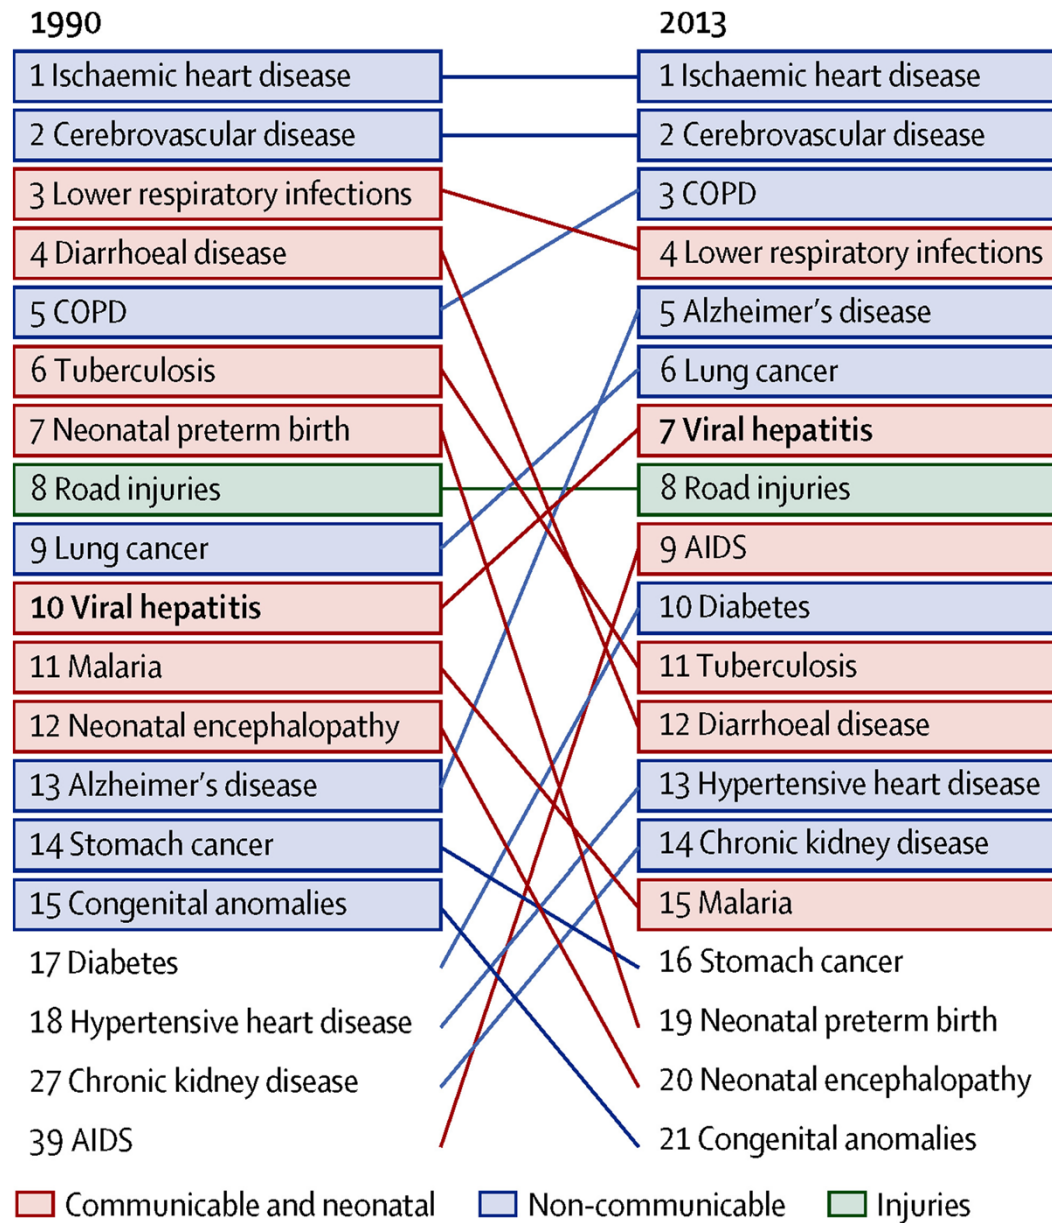 1990
1 Ischaemic heart disease
2 Cerebrovascular disease
3 Lower respiratory infections
4 Diarrhoeal disease
5 COPD
6 Tuberculosis
7 Neonatal preterm birth
8 Road injuries
9 Lung cancer
10 Viral hepatitis
11 Malaria
12 Neonatal encephalopathy
13 Alzheimer's disease
14 Stomach cancer
15 Congenital anomalies
17 Diabetes
18 Hypertensive heart disease
27 Chronic kidney disease
39 AIDS
2013
1 Ischaemic heart disease
2 Cerebrovascular disease
3 COPD
4 Lower respiratory infections
5 Alzheimer's disease
6 Lung cancer
7 Viral hepatitis
8 Road injuries
9 AIDS
10 Diabetes
11 Tuberculosis
12 Diarrhoeal disease
13 Hypertensive heart disease
14 Chronic kidney disease
15 Malaria
16 Stomach cancer
19 Neonatal preterm birth
20 Neonatal encephalopathy
21 Congenital anomalies
Communicable and neonatal
Non-communicable
Injuries